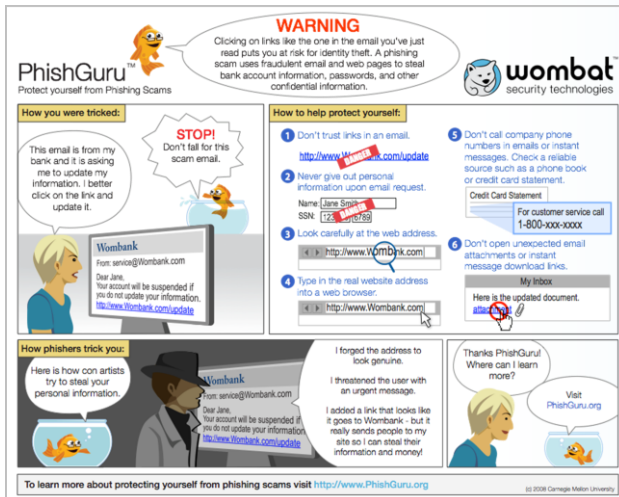 WARNING
Clicking on links like the one in the email you've just
read puts you at risk for identity theft. A phishing
scam uses fraudulent email and web pages to steal
bank account information, passwords, and other
confidential information.
PhishGuru™
Protect yourself from Phishing Scams
wombat™
security technologies
How you were tricked:
This email is from my
bank and it is asking
me to update my
information. I better
click on the link and
update it.
STOP!
Don't fall for this
scam email.
Wombank
From: service@Wombank.com
Dear Jane,
Your account will be suspended if
you do not update your information.
http://www.Wombank.com/update
How to help protect yourself:
1 Don't trust links in an email.
http://www.Wombank.com/update
DANGER
2 Never give out personal
information upon email request.
Name: Jane Smith
SSN: 123 6789
DANGER
3 Look carefully at the web address.
http://www.Wombnk.com
4 Type in the real website address
into a web browser.
http://www.Wombank.com
5 Don't call company phone
numbers in emails or instant
messages. Check a reliable
source such as a phone book
or credit card statement.
Credit Card Statement
For customer service call
1-800-xxx-xxxx
6 Don't open unexpected email
attachments or instant
message download links.
My Inbox
Here is the updated document.
attachment
How phishers trick you:
Here is how con artists
try to steal your
personal information.
Wombank
From: service@Wombank.com
Dear Jane,
Your account will be suspended if
you do not update your information
http://www.Wombank.com/update
I forged the address to
look genuine.
I threatened the user with
an urgent message.
I added a link that looks like
it goes to Wombank - but it
really sends people to my
site so I can steal their
information and money!
Thanks PhishGuru!
Where can I learn
more?
Visit
PhishGuru.org
To learn more about protecting yourself from phishing scams visit http://www.PhishGuru.org
(c) 2008 Carnegie Mellon University